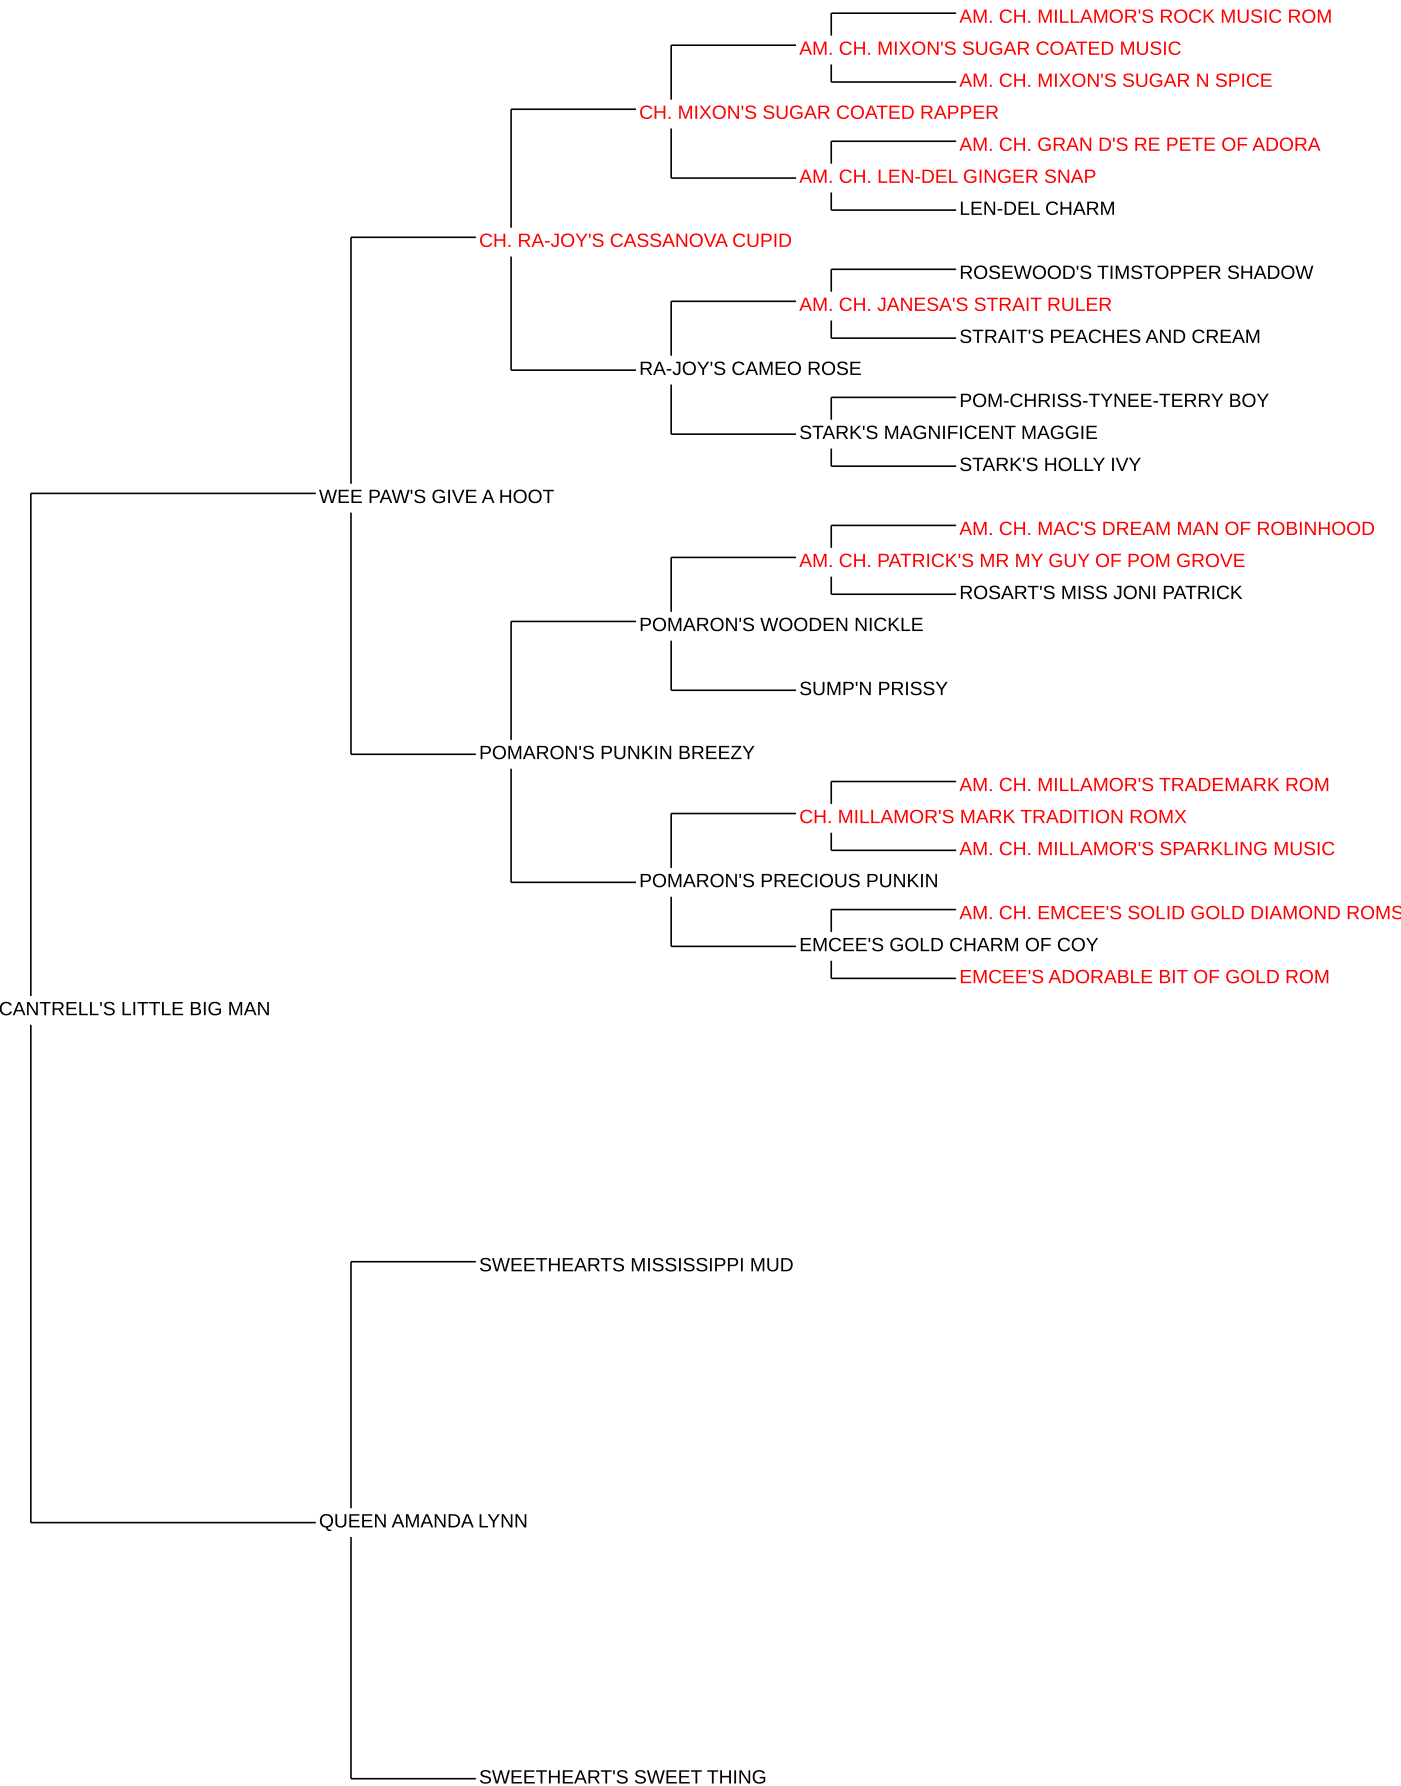 AM. CH. MILLAMOR'S ROCK MUSIC ROM
AM. CH. MIXON'S SUGAR COATED MUSIC
AM. CH. MIXON'S SUGAR N SPICE
CH. MIXON'S SUGAR COATED RAPPER
AM. CH. GRAN D'S RE PETE OF ADORA
AM. CH. LEN-DEL GINGER SNAP
LEN-DEL CHARM
CH. RA-JOY'S CASSANOVA CUPID
ROSEWOOD'S TIMSTOPPER SHADOW
AM. CH. JANESA'S STRAIT RULER
STRAIT'S PEACHES AND CREAM
RA-JOY'S CAMEO ROSE
POM-CHRISS-TYNEE-TERRY BOY
STARK'S MAGNIFICENT MAGGIE
STARK'S HOLLY IVY
WEE PAW'S GIVE A HOOT
AM. CH. MAC'S DREAM MAN OF ROBINHOOD
AM. CH. PATRICK'S MR MY GUY OF POM GROVE
ROSART'S MISS JONI PATRICK
POMARON'S WOODEN NICKLE
SUMP'N PRISSY
POMARON'S PUNKIN BREEZY
AM. CH. MILLAMOR'S TRADEMARK ROM
CH. MILLAMOR'S MARK TRADITION ROMX
AM. CH. MILLAMOR'S SPARKLING MUSIC
POMARON'S PRECIOUS PUNKIN
AM. CH. EMCEE'S SOLID GOLD DIAMOND ROMS
EMCEE'S GOLD CHARM OF COY
EMCEE'S ADORABLE BIT OF GOLD ROM
CANTRELL'S LITTLE BIG MAN
SWEETHEARTS MISSISSIPPI MUD
QUEEN AMANDA LYNN
SWEETHEART'S SWEET THING